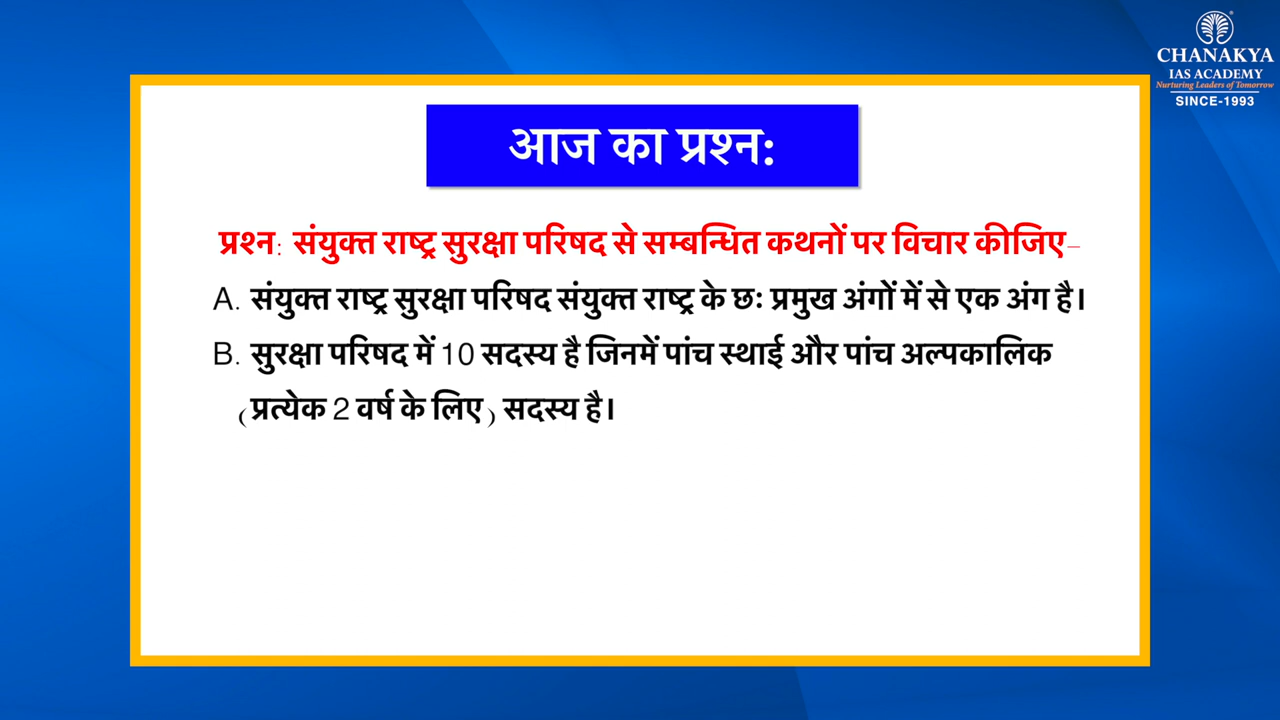 CHANAKYA
IAS ACADEMY
Nurturing Leaders of Tomorrow
SINCE-1993
आज का प्रश्न:
प्रश्न: संयुक्त राष्ट्र सुरक्षा परिषद से सम्बन्धित कथनों पर विचार कीजिए–
A. संयुक्त राष्ट्र सुरक्षा परिषद संयुक्त राष्ट्र के छः प्रमुख अंगों में से एक अंग है।
B. सुरक्षा परिषद में 10 सदस्य है जिनमें पांच स्थाई और पांच अल्पकालिक
(प्रत्येक 2 वर्ष के लिए) सदस्य है।